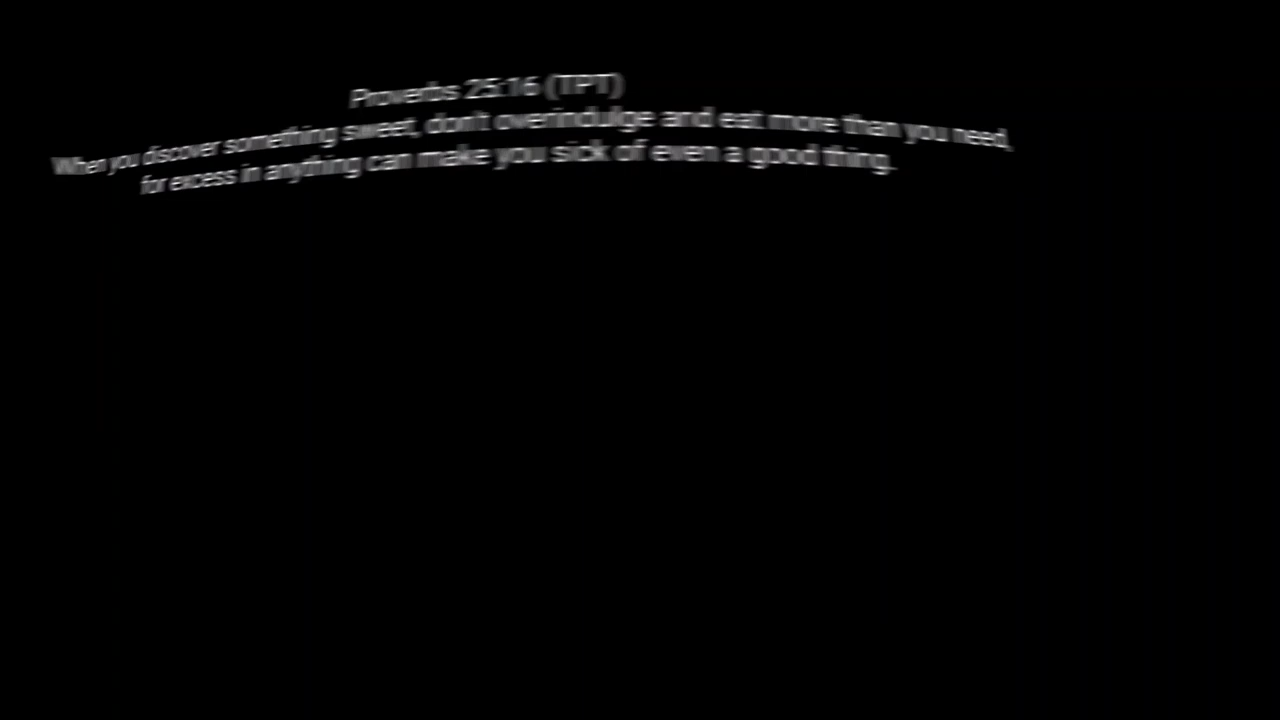 Proverbs 25:16 (TPT)
When you discover something sweet, don't overindulge and eat more than you need,
for excess in anything can make you sick of even a good thing.